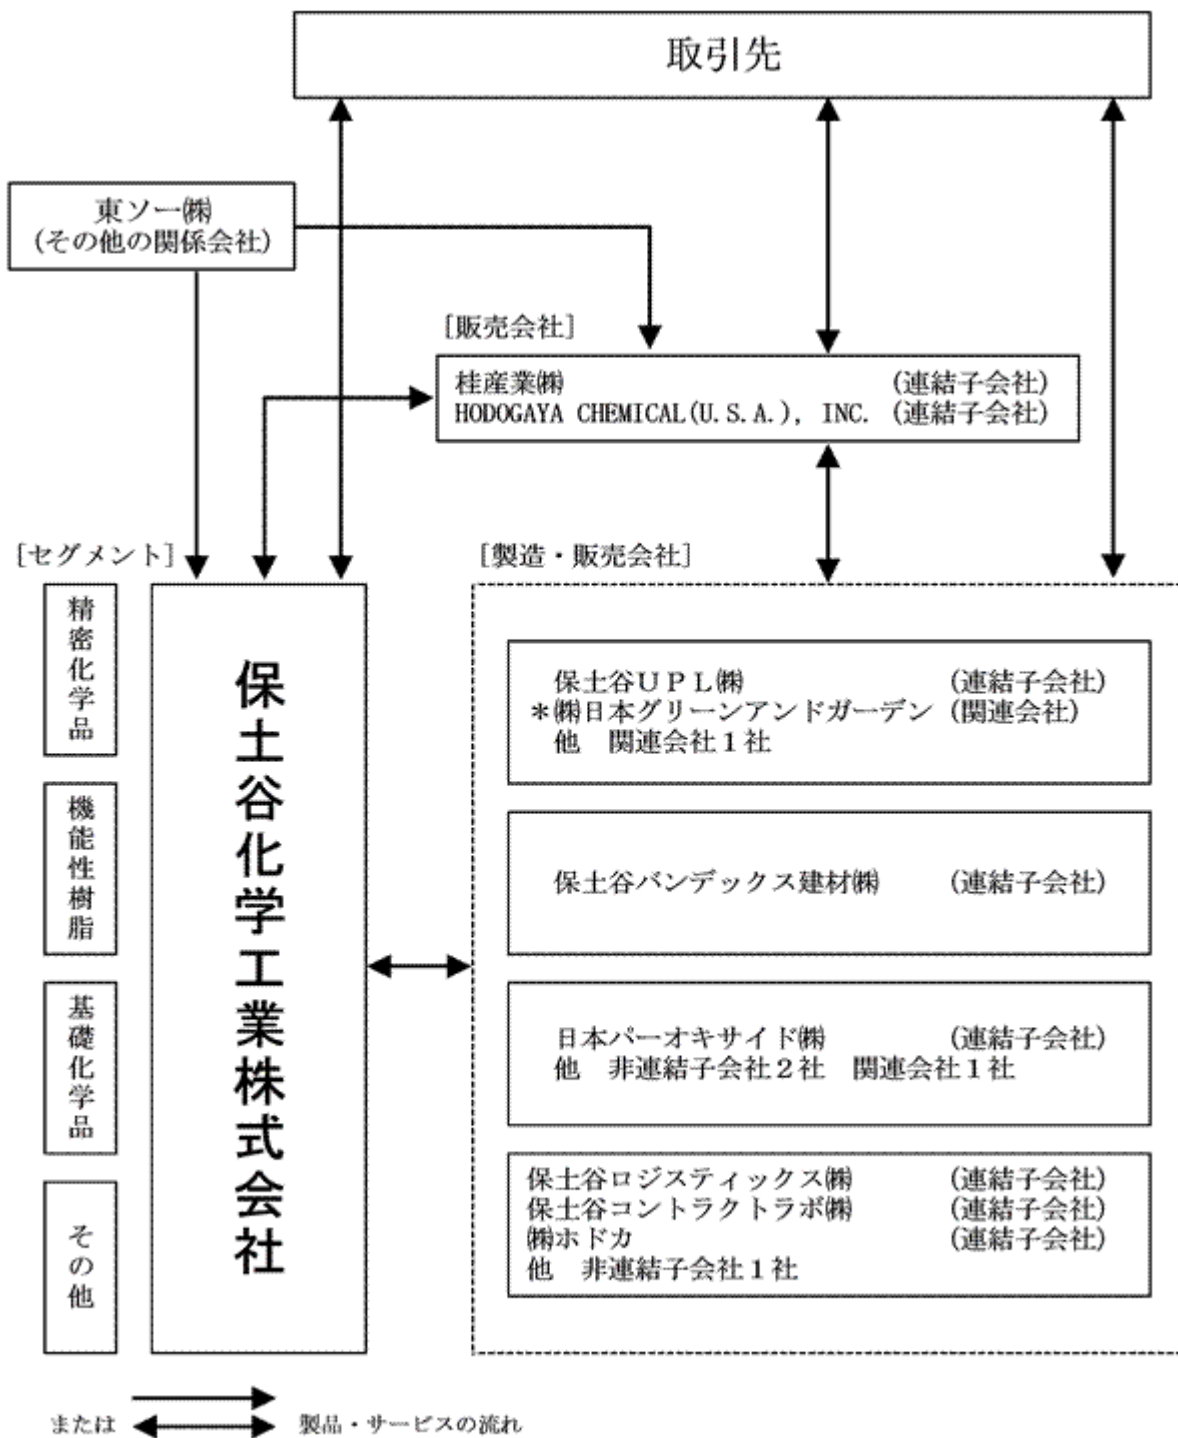 取引先
東ソー㈱
(その他の関係会社)
[販売会社]
桂産業㈱ (連結子会社)
HODOGAYA CHEMICAL(U.S.A.), INC. (連結子会社)
[セグメント]
[製造・販売会社]
精密化学品
機能性樹脂
基礎化学品
その他
保土谷化学工業株式会社
保土谷UPL㈱ (連結子会社)
*㈱日本グリーンアンドガーデン (関連会社)
他 関連会社1社
保土谷バンデックス建材㈱ (連結子会社)
日本パーオキサイド㈱ (連結子会社)
他 非連結子会社2社 関連会社1社
保土谷ロジスティックス㈱ (連結子会社)
保土谷コントラクトラボ㈱ (連結子会社)
㈱ホドカ (連結子会社)
他 非連結子会社1社
または 製品・サービスの流れ